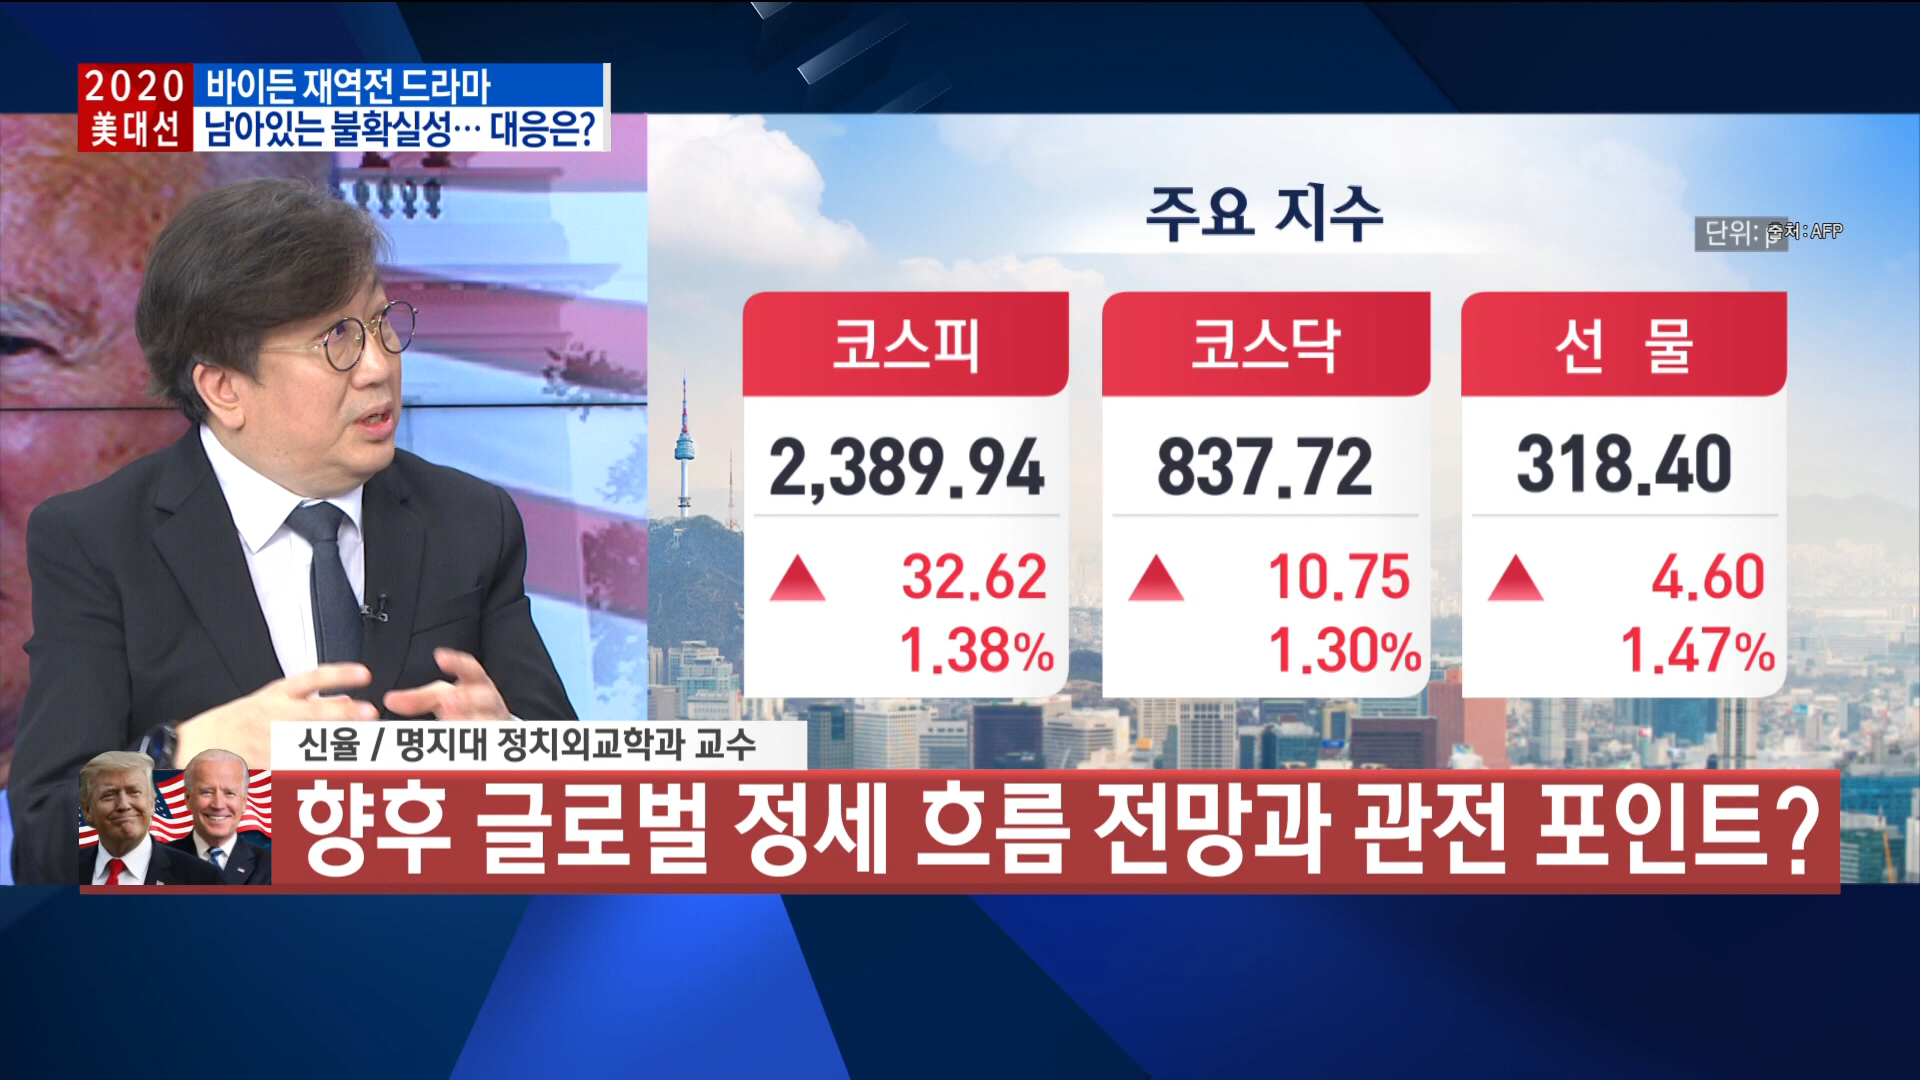 2020 바이든 재역전 드라마
美대선 남아있는 불확실성… 대응은?
주요 지수
단위: p
출처:AFP
코스피 코스닥 선 물
2,389.94 837.72 318.40
▲ 32.62 ▲ 10.75 ▲ 4.60
1.38% 1.30% 1.47%
신율 / 명지대 정치외교학과 교수
향후 글로벌 정세 흐름 전망과 관전 포인트?